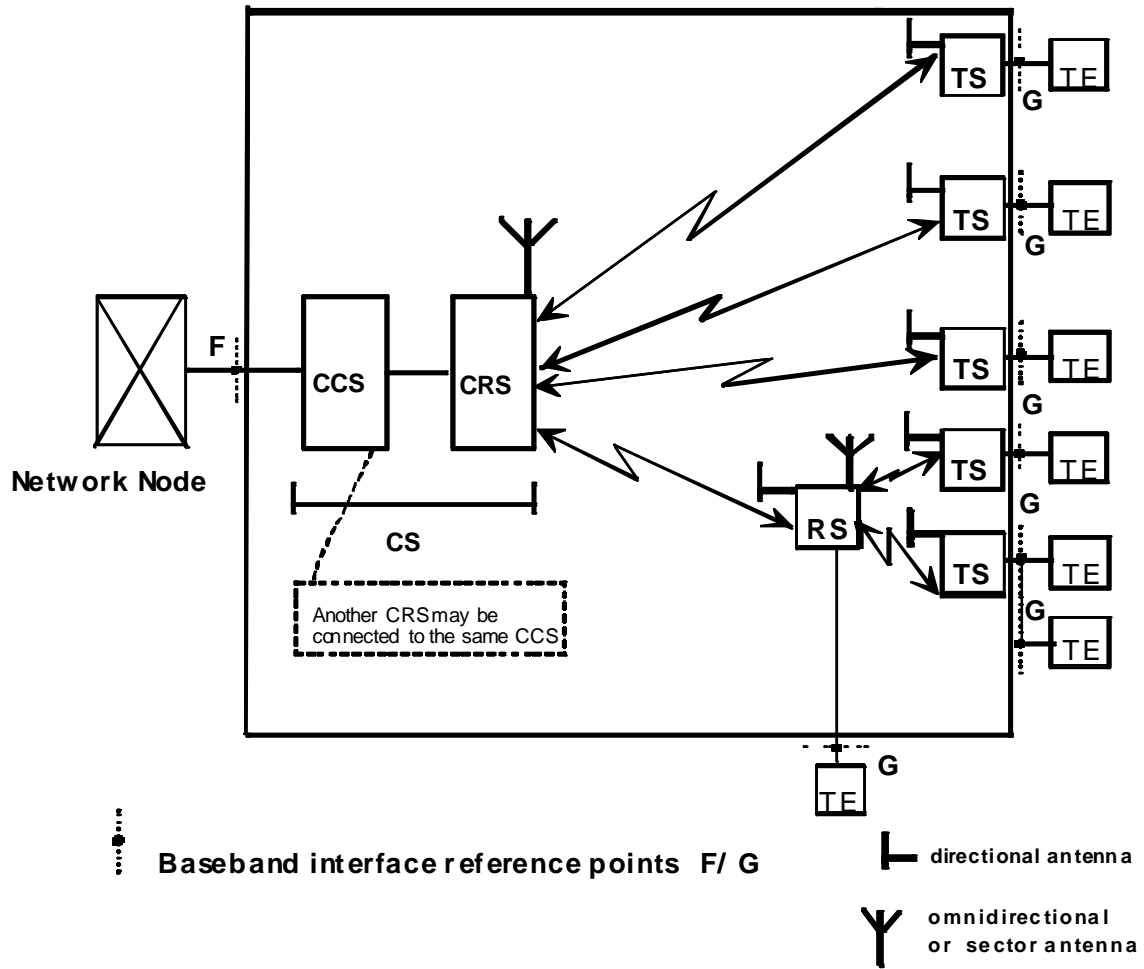 TS
TE
G
TS
TE
G
F
CCS
CRS
TS
TE
G
Network Node
TS
TE
G
CS
RS
TS
TE
G
Another CRS may be
connected to the same CCS
TE
G
TE
Baseband interface reference points F/ G
directional antenna
omnidirectional
or sector antenna